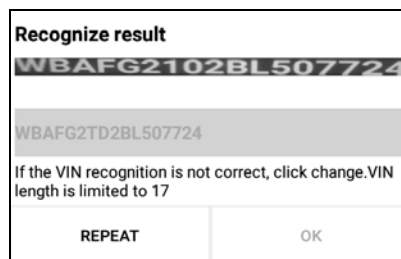 Recognize result
WBAFG2102BL507724
WBAFG2TD2BL507724
If the VIN recognition is not correct, click change.VIN
length is limited to 17
REPEAT
OK